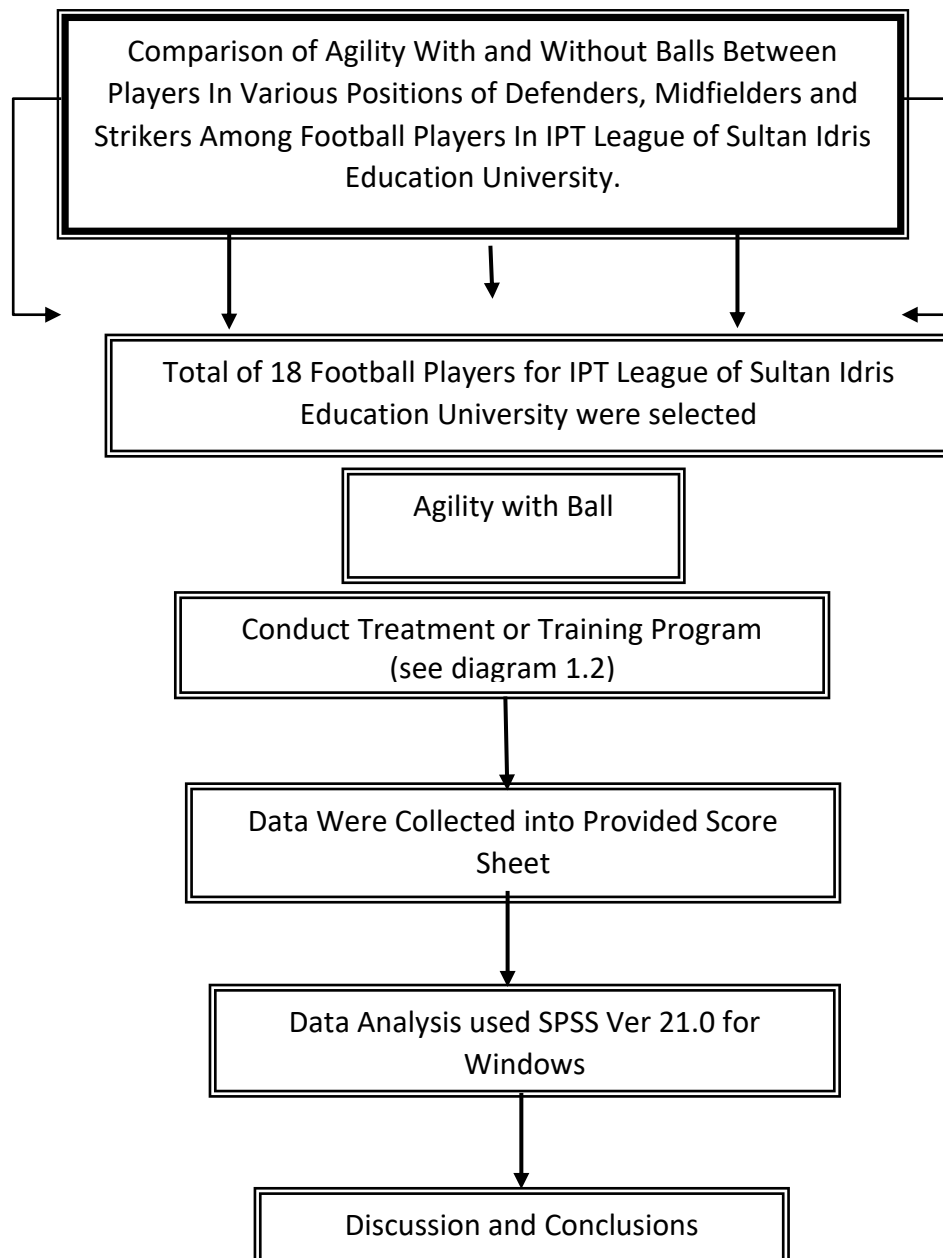 Comparison of Agility With and Without Balls Between
Players In Various Positions of Defenders, Midfielders and
Strikers Among Football Players In IPT League of Sultan Idris
Education University.
Total of 18 Football Players for IPT League of Sultan Idris
Education University were selected
Agility with Ball
Conduct Treatment or Training Program
(see diagram 1.2)
Data Were Collected into Provided Score
Sheet
Data Analysis used SPSS Ver 21.0 for
Windows
Discussion and Conclusions